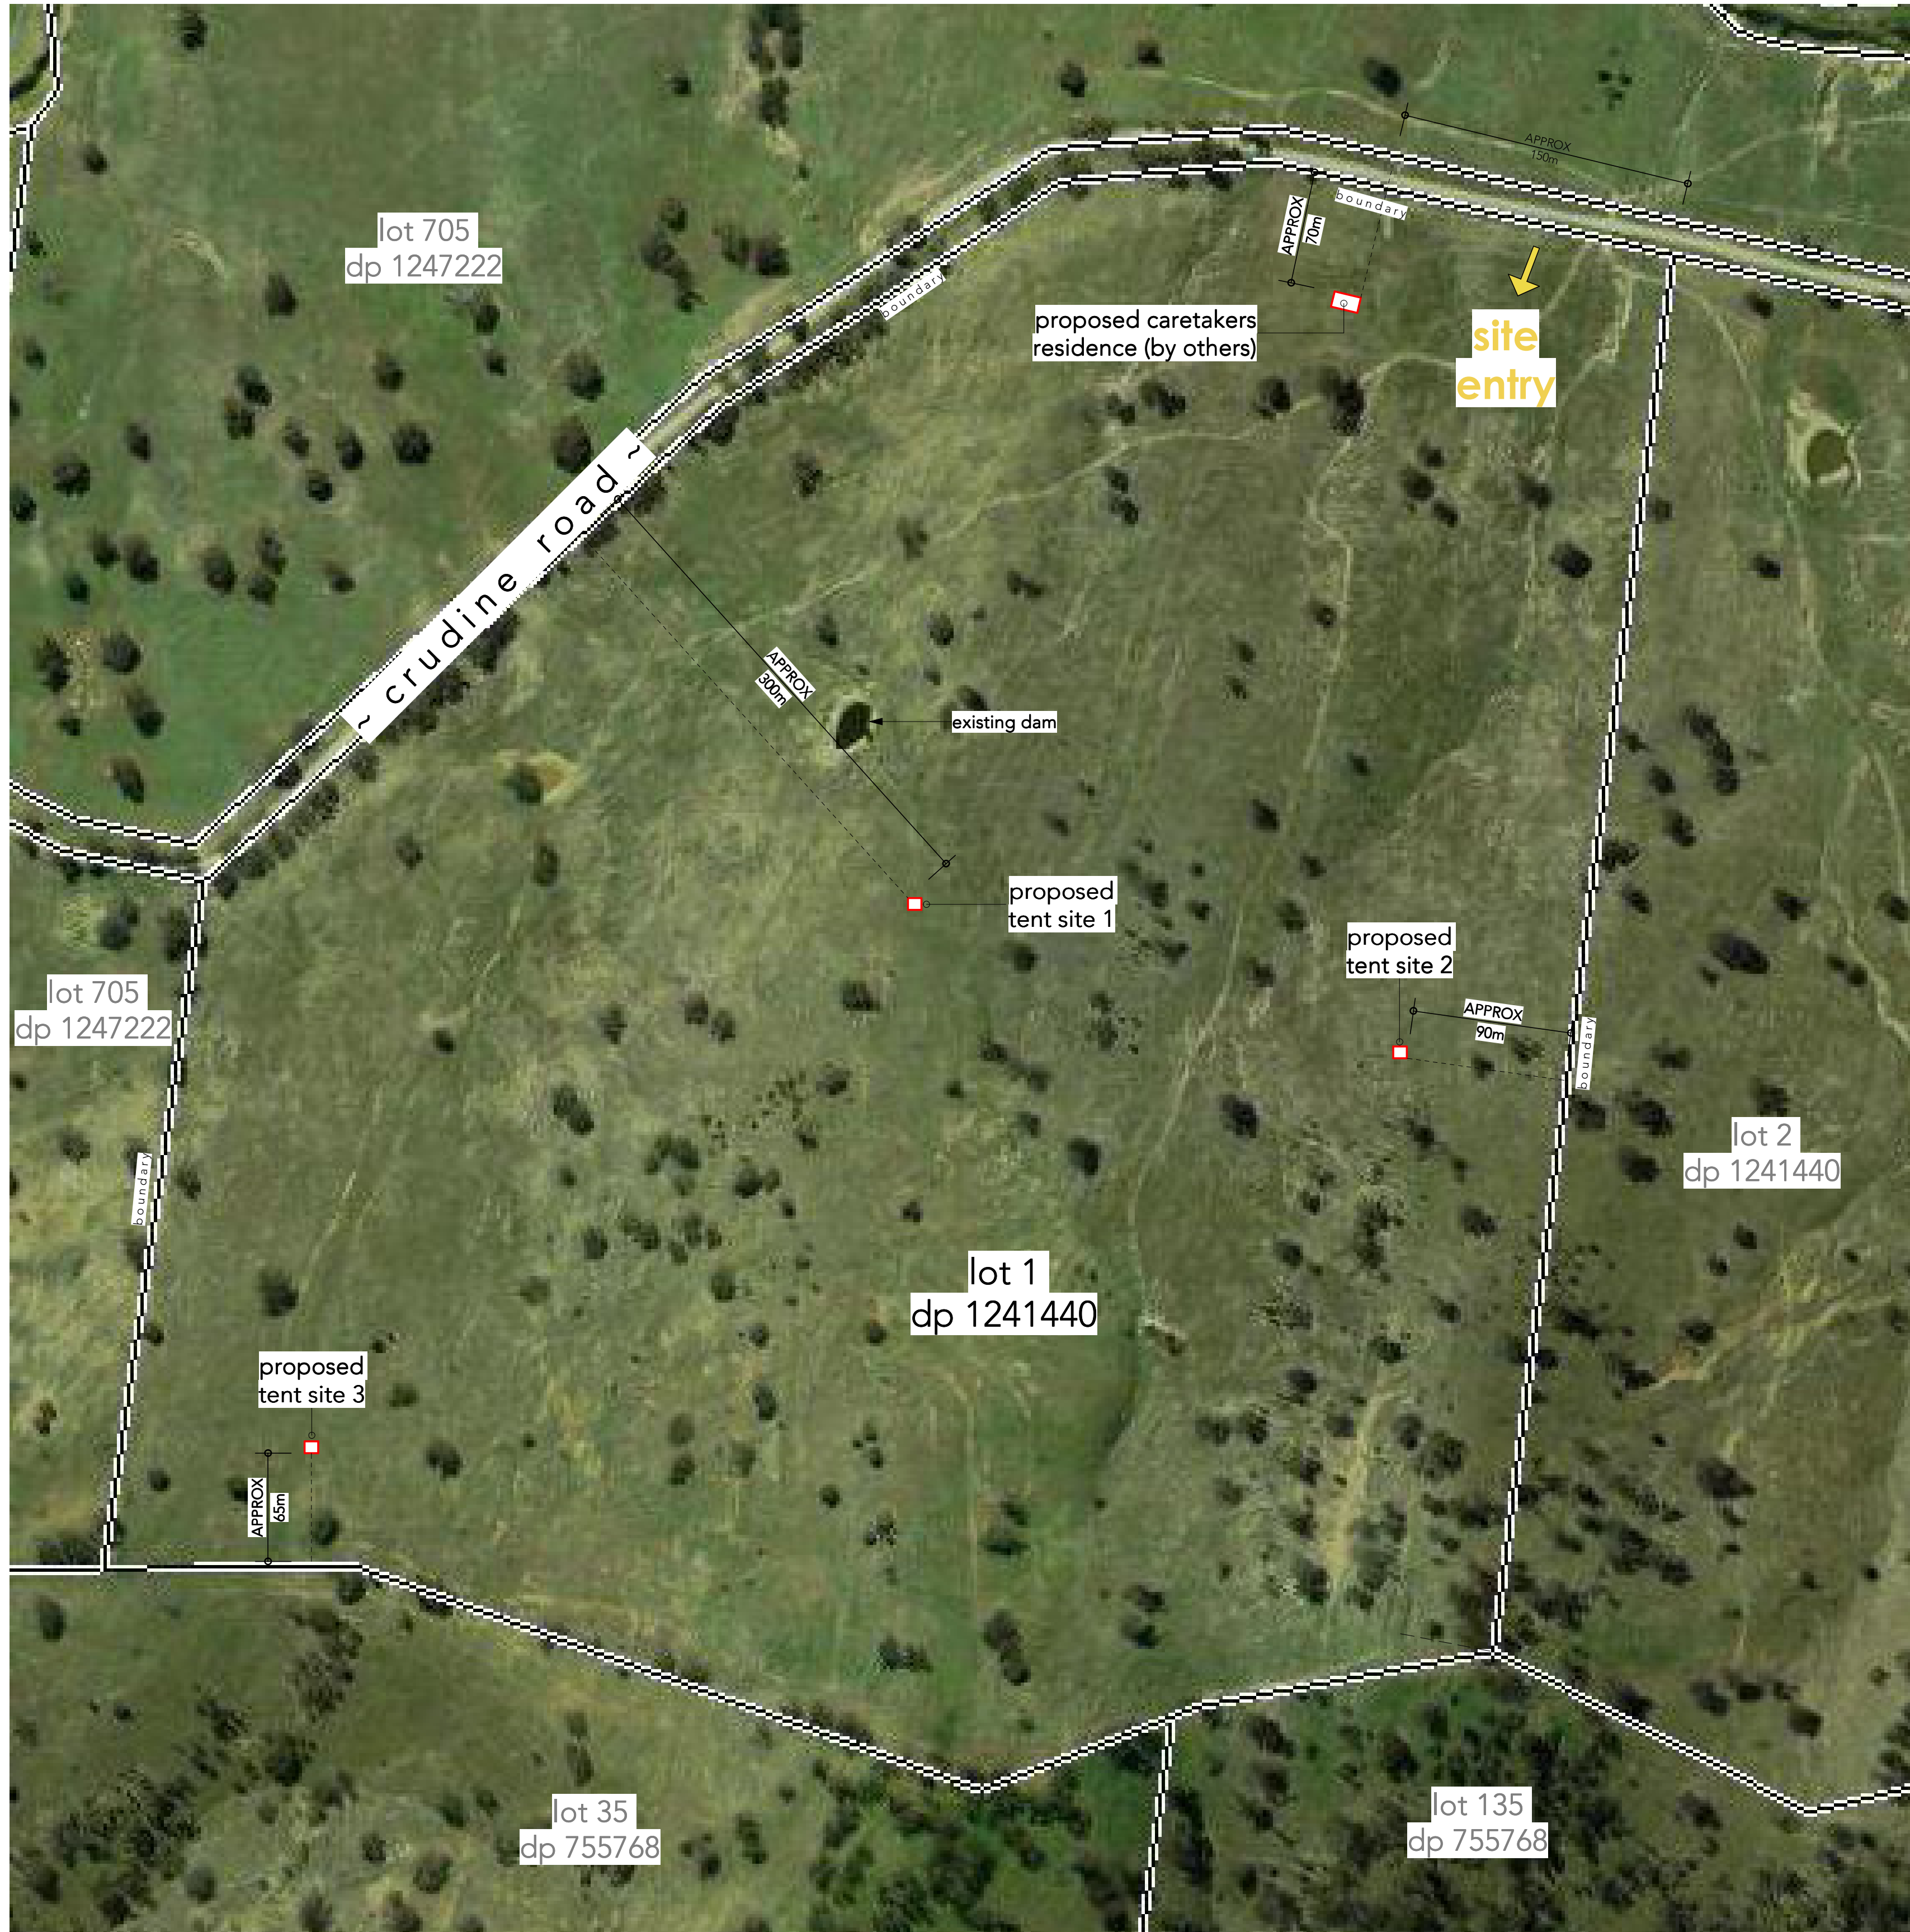 APPROX
150m
boundary
APPROX
70m
lot 705
dp 1247222
boundary
proposed caretakers
residence (by others)
site
entry
~ crudine road ~
APPROX
300m
existing dam
proposed
tent site 1
proposed
tent site 2
lot 705
dp 1247222
APPROX
90m
boundary
lot 2
dp 1241440
boundary
lot 1
dp 1241440
proposed
tent site 3
APPROX
65m
lot 35
dp 755768
lot 135
dp 755768